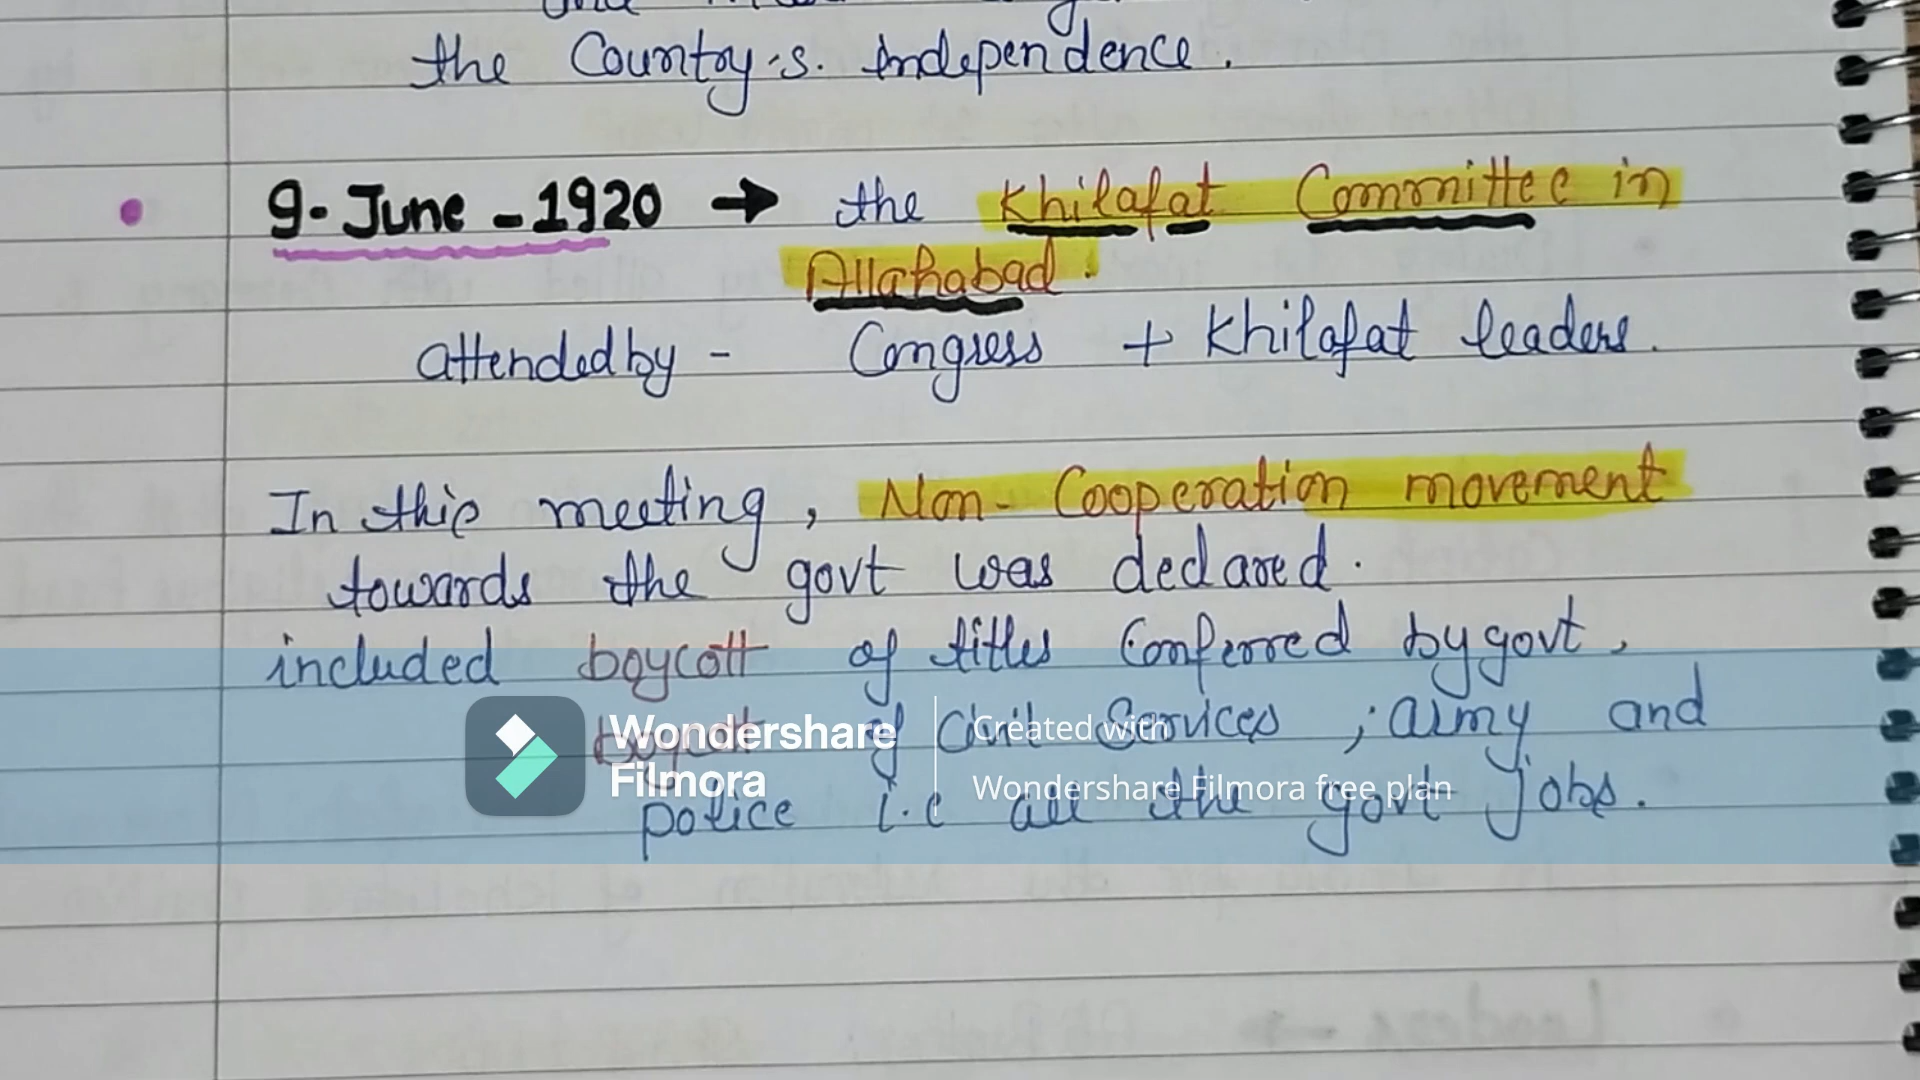 the Country's. Independence.
9-June-1920 → the Khilafat Committee in
Allahabad.
attended by - Congress + Khilafat leaders.
In this meeting, Non-Cooperation movement
towards the govt was declared.
included boycott of titles Conferred by govt,
boycott of Civil Services ; army and
police i.e all the govt jobs.
Wondershare
Filmora
Created with
Wondershare Filmora free plan